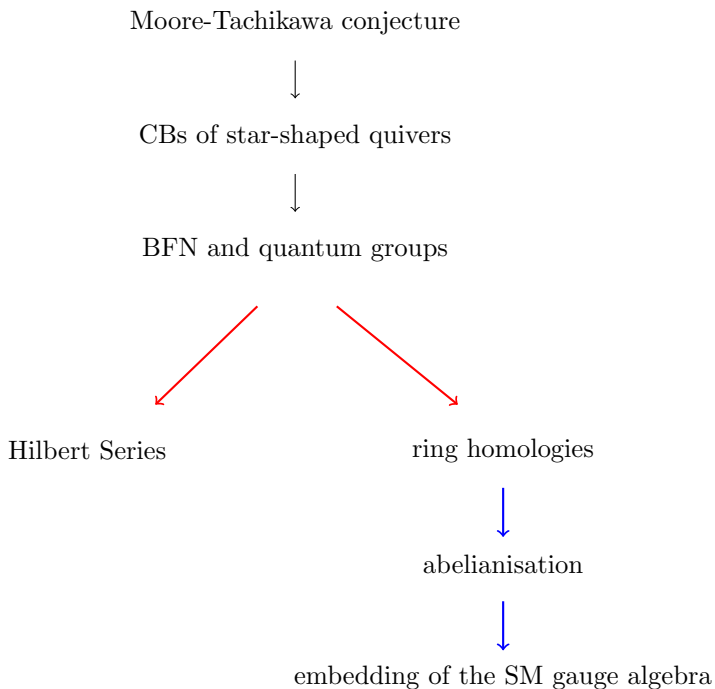 Moore-Tachikawa conjecture
CBs of star-shaped quivers
BFN and quantum groups
Hilbert Series
ring homologies
abelianisation
embedding of the SM gauge algebra